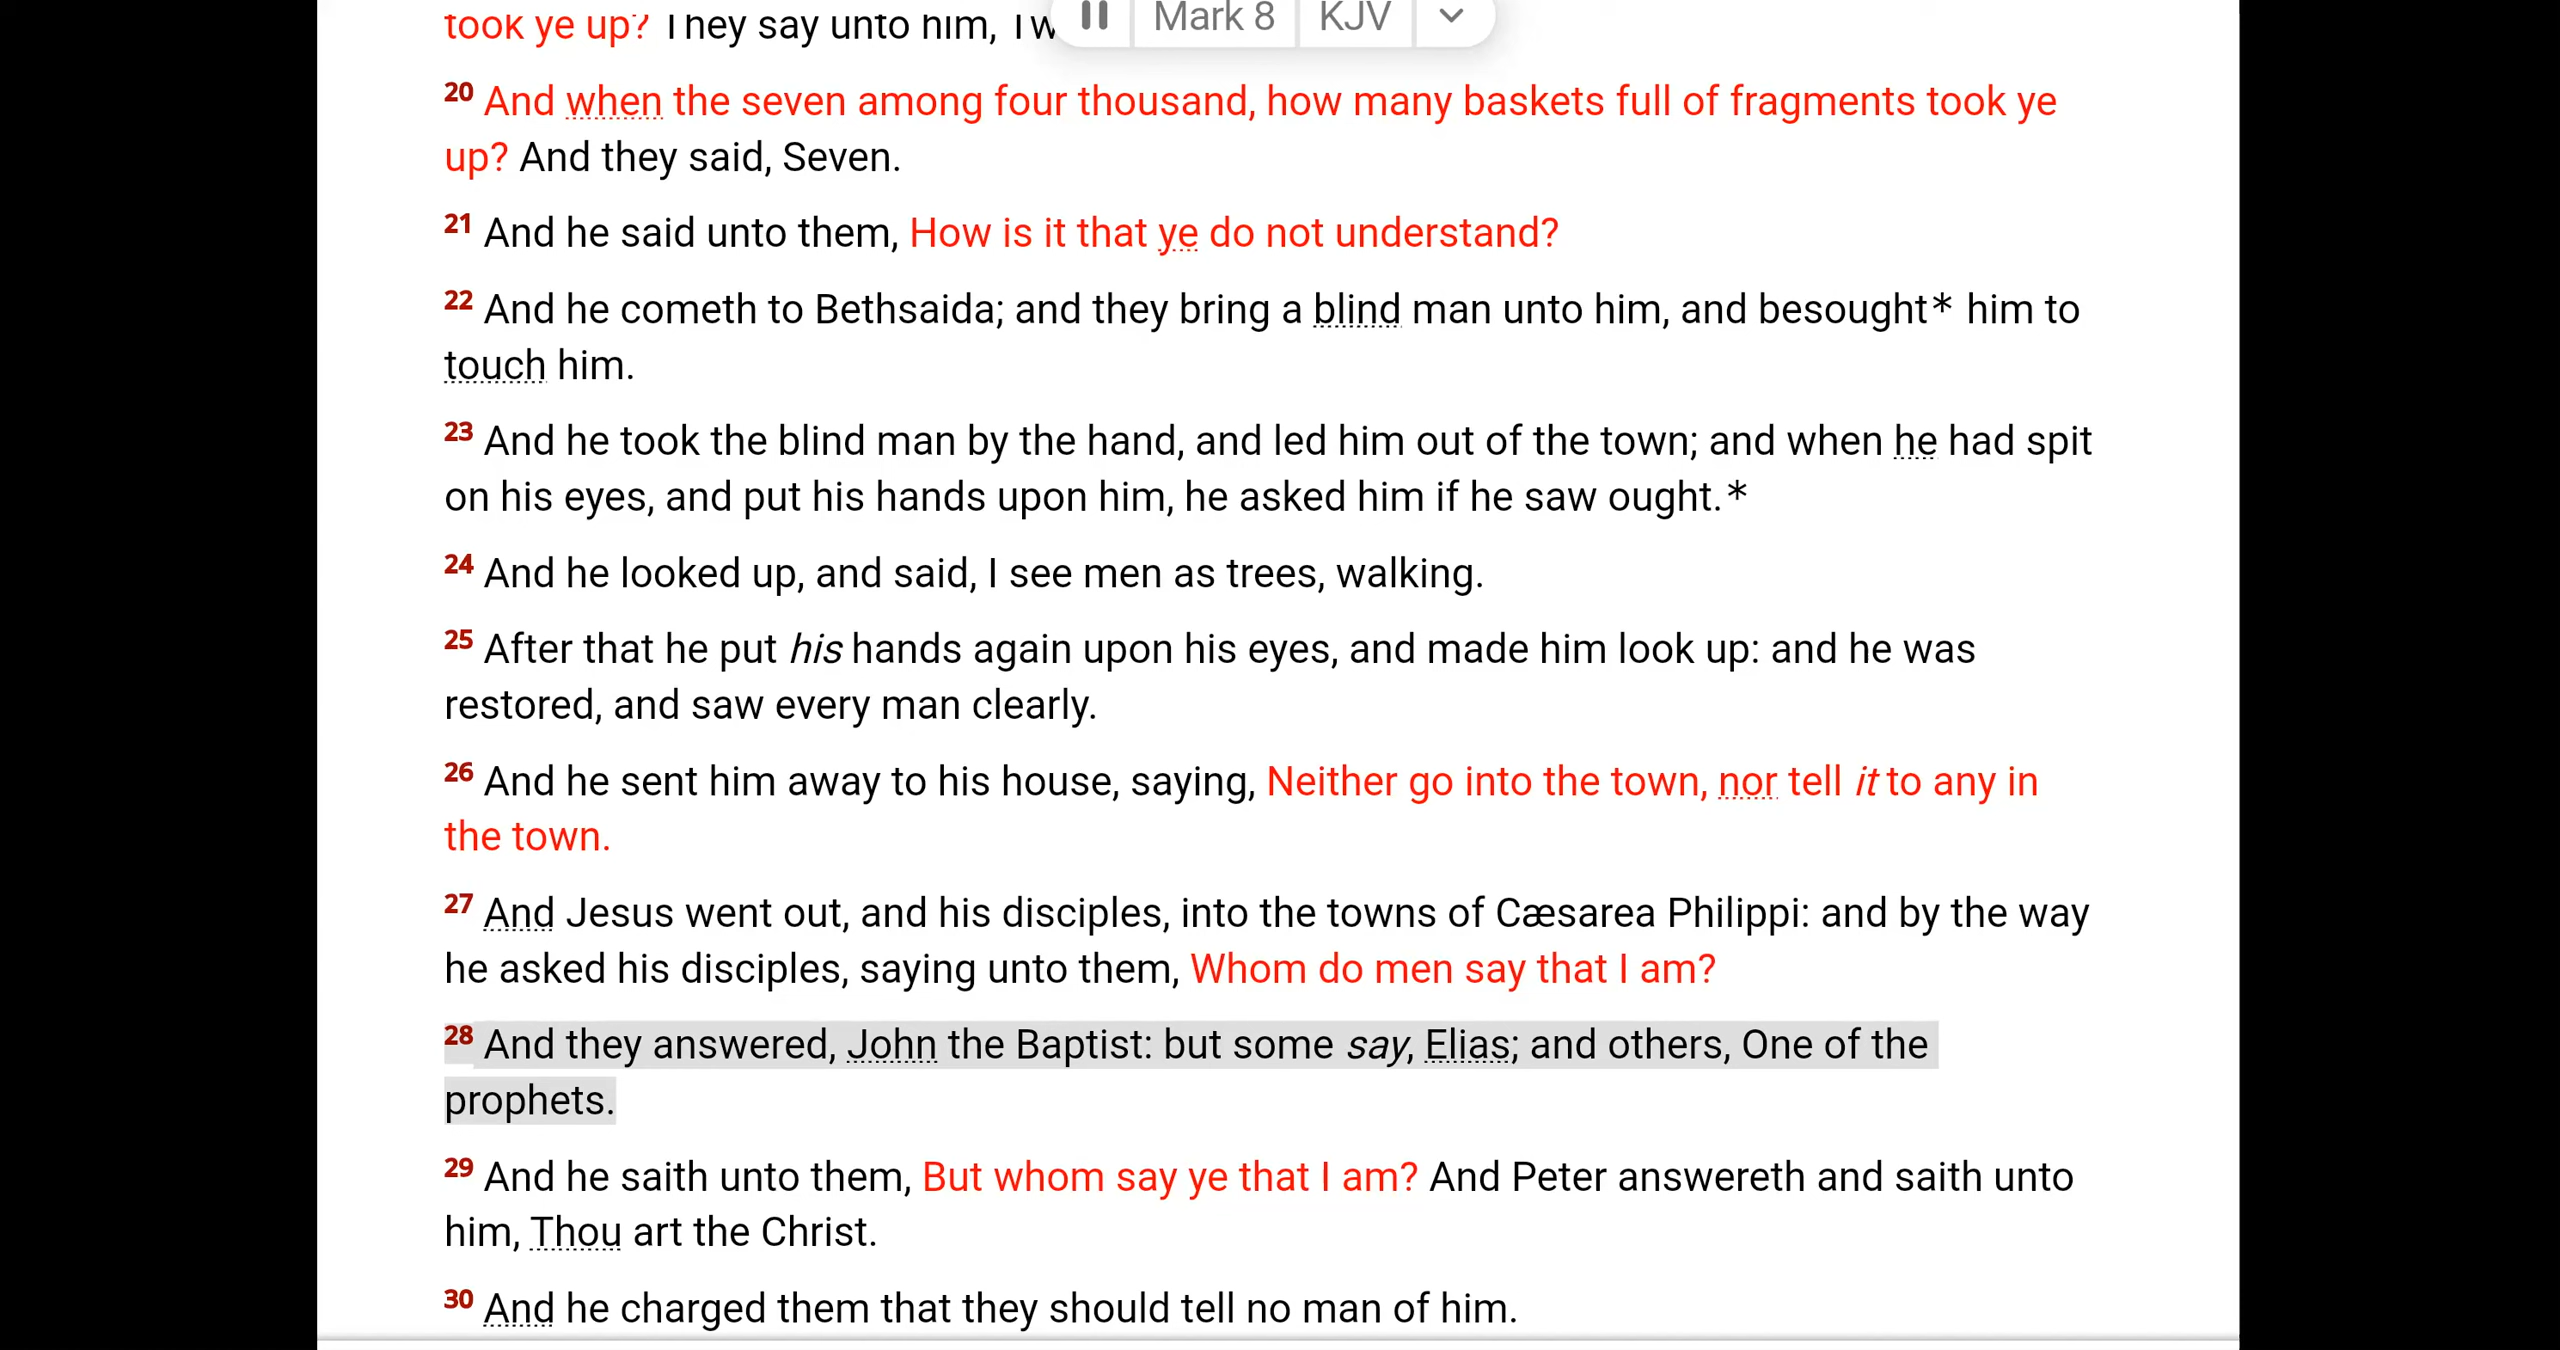 took ye up? They say unto him, Tw
Mark 8 KJV
20 And when the seven among four thousand, how many baskets full of fragments took ye
up? And they said, Seven.
21 And he said unto them, How is it that ye do not understand?
22 And he cometh to Bethsaida; and they bring a blind man unto him, and besought* him to
touch him.
23 And he took the blind man by the hand, and led him out of the town; and when he had spit
on his eyes, and put his hands upon him, he asked him if he saw ought.*
24 And he looked up, and said, I see men as trees, walking.
25 After that he put his hands again upon his eyes, and made him look up: and he was
restored, and saw every man clearly.
26 And he sent him away to his house, saying, Neither go into the town, nor tell it to any in
the town.
27 And Jesus went out, and his disciples, into the towns of Cæsarea Philippi: and by the way
he asked his disciples, saying unto them, Whom do men say that I am?
28 And they answered, John the Baptist: but some say, Elias; and others, One of the
prophets.
29 And he saith unto them, But whom say ye that I am? And Peter answereth and saith unto
him, Thou art the Christ.
30 And he charged them that they should tell no man of him.